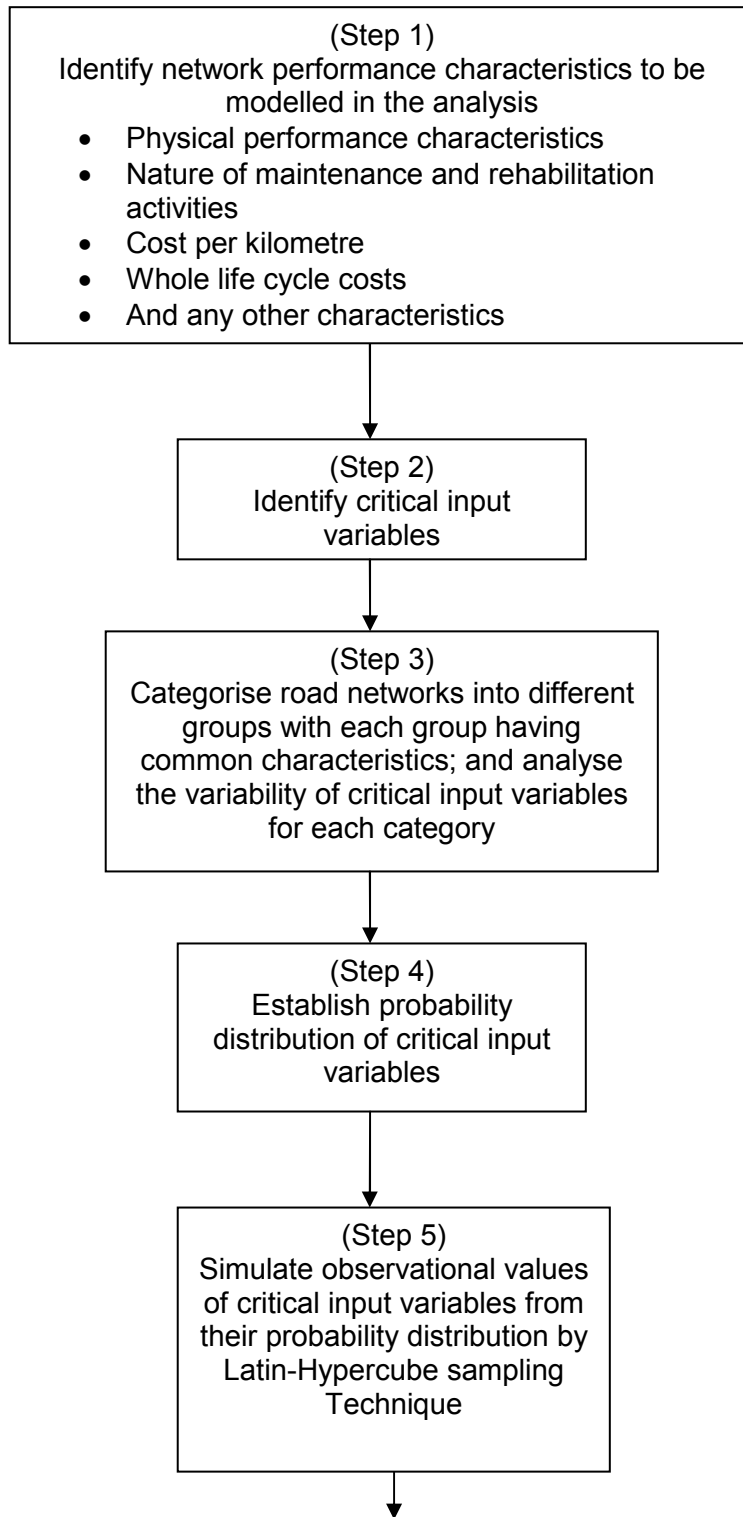 (Step 1)
Identify network performance characteristics to be
modelled in the analysis
• Physical performance characteristics
• Nature of maintenance and rehabilitation
activities
• Cost per kilometre
• Whole life cycle costs
• And any other characteristics
(Step 2)
Identify critical input
variables
(Step 3)
Categorise road networks into different
groups with each group having
common characteristics; and analyse
the variability of critical input variables
for each category
(Step 4)
Establish probability
distribution of critical input
variables
(Step 5)
Simulate observational values
of critical input variables from
their probability distribution by
Latin-Hypercube sampling
Technique